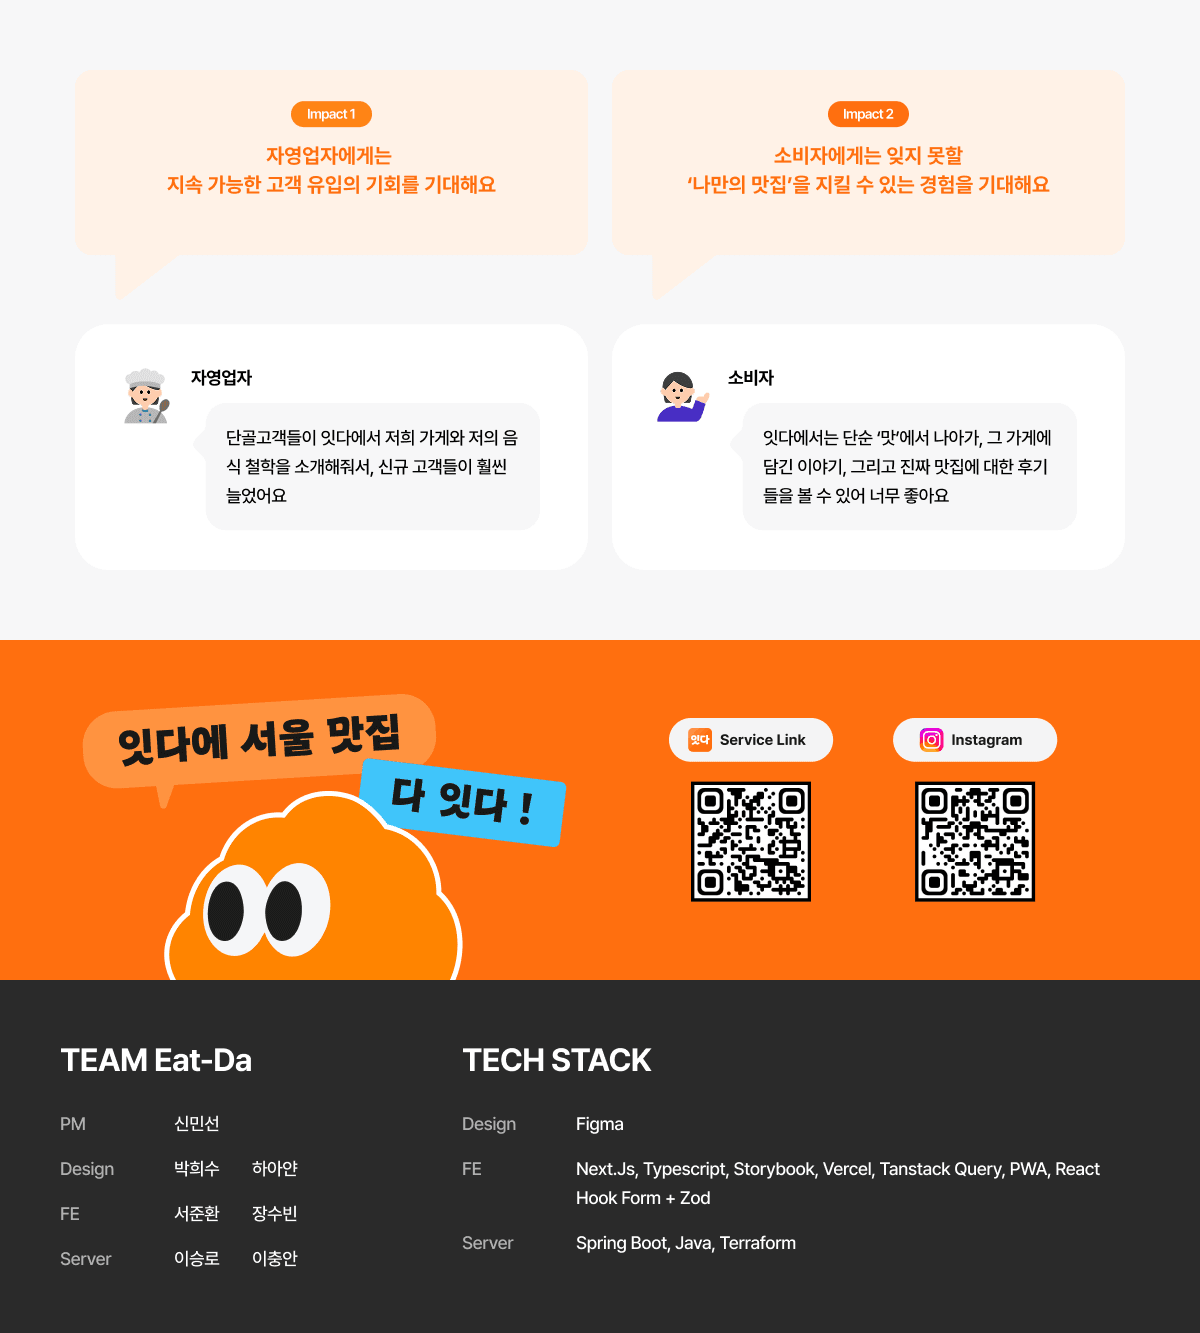 Impact 1
자영업자에게는
지속 가능한 고객 유입의 기회를 기대해요
Impact 2
소비자에게는 잊지 못할
‘나만의 맛집’을 지킬 수 있는 경험을 기대해요
자영업자
단골고객들이 잇다에서 저희 가게와 저의 음
식 철학을 소개해줘서, 신규 고객들이 훨씬
늘었어요
소비자
잇다에서는 단순 ‘맛’에서 나아가, 그 가게에
담긴 이야기, 그리고 진짜 맛집에 대한 후기
들을 볼 수 있어 너무 좋아요
잇다에 서울 맛집
다 잇다 !
잇다 Service Link
Instagram
TEAM Eat-Da
PM 신민선
Design 박희수 하아얀
FE 서준환 장수빈
Server 이승로 이충안
TECH STACK
Design Figma
FE Next.Js, Typescript, Storybook, Vercel, Tanstack Query, PWA, React
Hook Form + Zod
Server Spring Boot, Java, Terraform